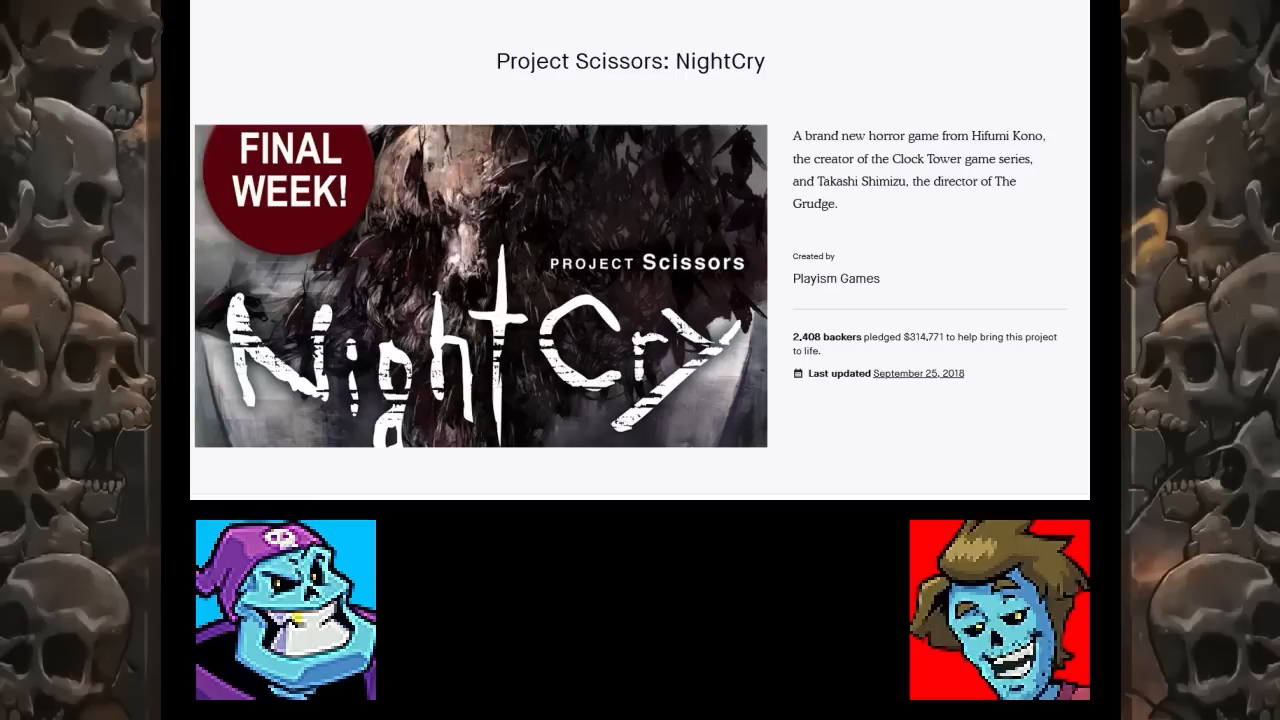 Project Scissors: NightCry
FINAL
WEEK!
PROJECT Scissors
NightCry
A brand new horror game from Hifumi Kono,
the creator of the Clock Tower game series,
and Takashi Shimizu, the director of The
Grudge.
Created by
Playism Games
2,408 backers pledged $314,771 to help bring this project
to life.
Last updated September 25, 2018